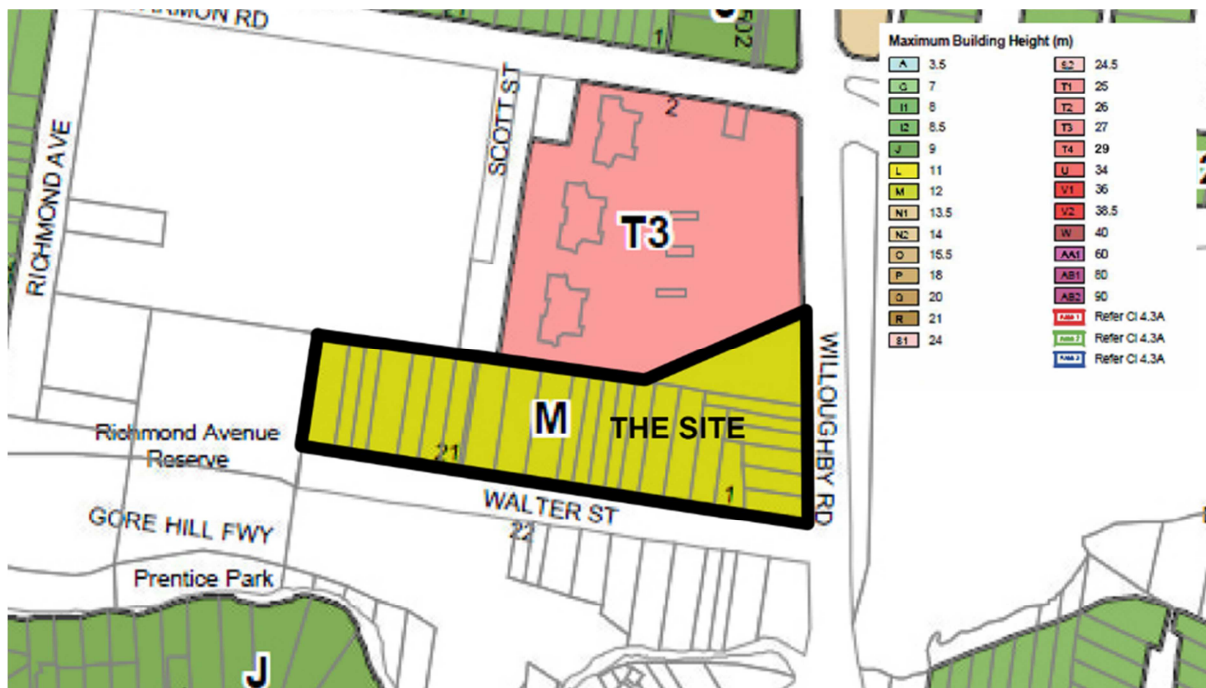 RD
Maximum Building Height (m)
A 3.5
G 7
I1 8
I2 8.5
J 9
L 11
M 12
N1 13.5
N2 14
O 15.5
P 18
Q 20
R 21
S1 24
S2 24.5
T1 25
T2 26
T3 27
T4 29
U 34
V1 36
V2 38.5
W 40
AA1 60
AB1 80
AB2 90
Refer Cl 4.3A
Refer Cl 4.3A
Refer Cl 4.3A
1
2
SCOTT ST
RICHMOND AVE
T3
WILLOUGHBY RD
M
THE SITE
21
1
Richmond Avenue
Reserve
WALTER ST
GORE HILL FWY
22
Prentice Park
J